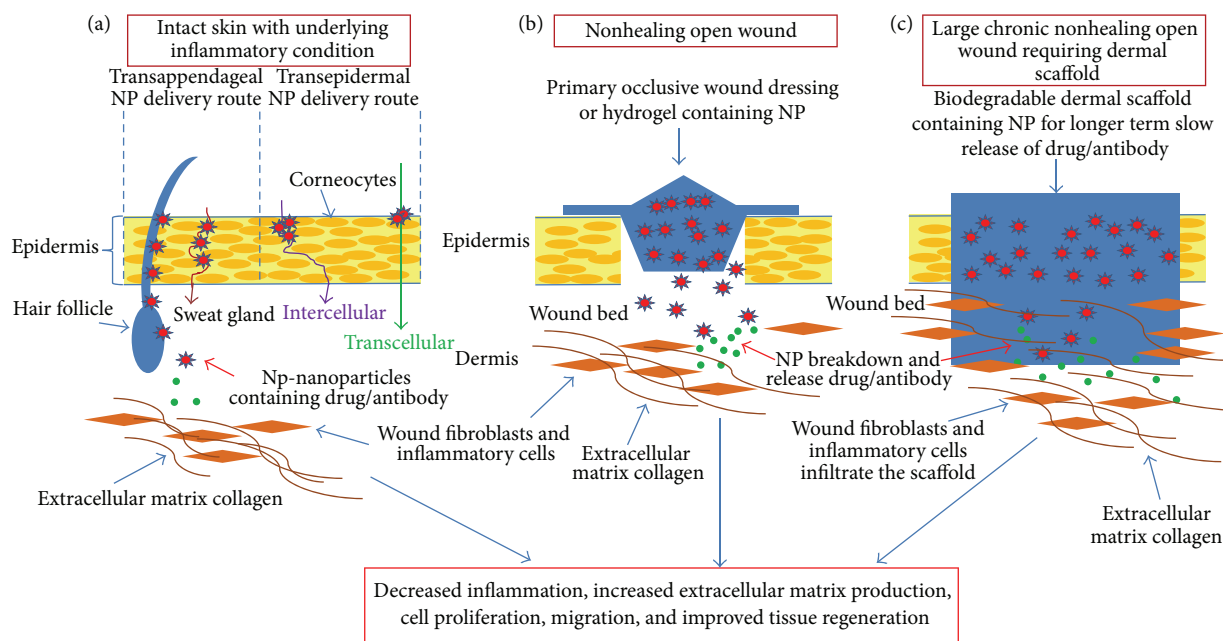 (a)
Intact skin with underlying
inflammatory condition
Transappendageal
NP delivery route
Transepidermal
NP delivery route
Corneocytes
Epidermis
Hair follicle
Sweat gland
Intercellular
Transcellular
Np-nanoparticles
containing drug/antibody
Extracellular matrix collagen
(b)
Nonhealing open wound
Primary occlusive wound dressing
or hydrogel containing NP
Epidermis
Wound bed
Dermis
NP breakdown and
release drug/antibody
Wound fibroblasts and
inflammatory cells
Extracellular
matrix collagen
(c)
Large chronic nonhealing open
wound requiring dermal
scaffold
Biodegradable dermal scaffold
containing NP for longer term slow
release of drug/antibody
Wound bed
Wound fibroblasts and
inflammatory cells
infiltrate the scaffold
Extracellular
matrix collagen
Decreased inflammation, increased extracellular matrix production,
cell proliferation, migration, and improved tissue regeneration